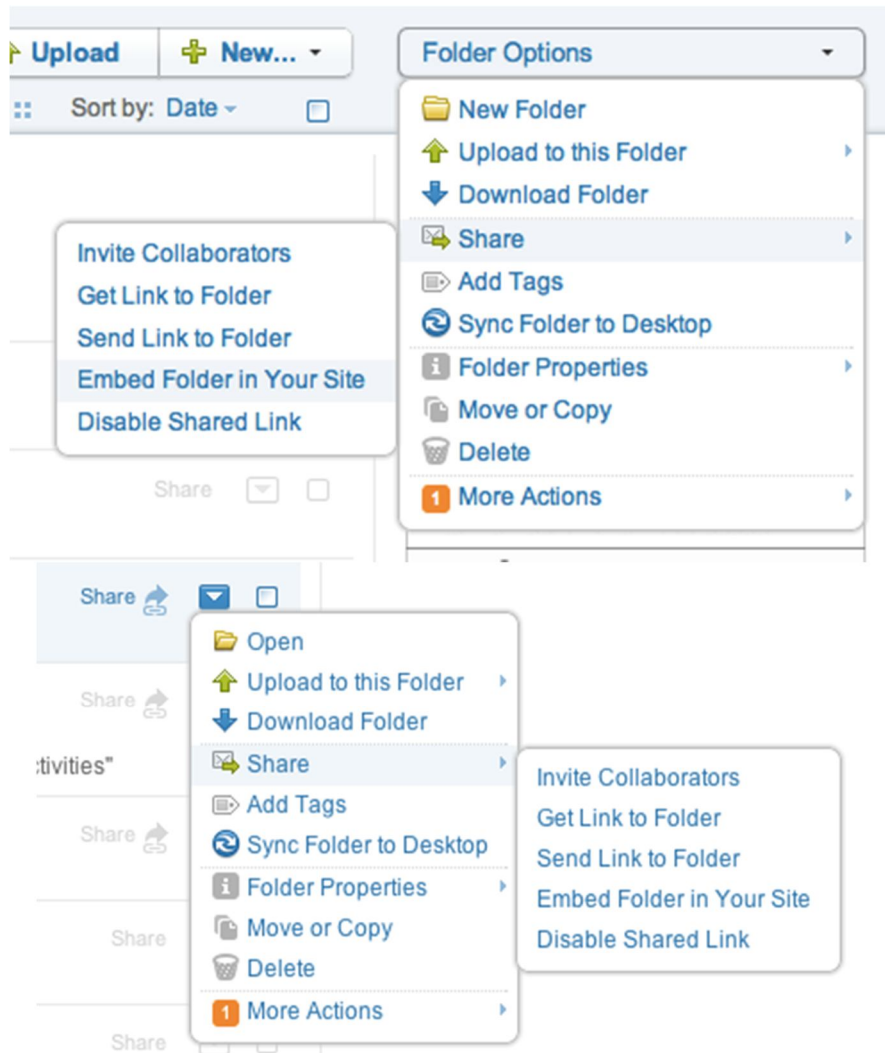 Upload
New...
Folder Options
Sort by: Date
New Folder
Upload to this Folder
Download Folder
Share
Add Tags
Sync Folder to Desktop
Folder Properties
Move or Copy
Delete
1 More Actions
Invite Collaborators
Get Link to Folder
Send Link to Folder
Embed Folder in Your Site
Disable Shared Link
Share
Share
Open
Upload to this Folder
Download Folder
Share
Add Tags
Sync Folder to Desktop
Folder Properties
Move or Copy
Delete
1 More Actions
Invite Collaborators
Get Link to Folder
Send Link to Folder
Embed Folder in Your Site
Disable Shared Link
Share
tivities"
Share
Share
Share